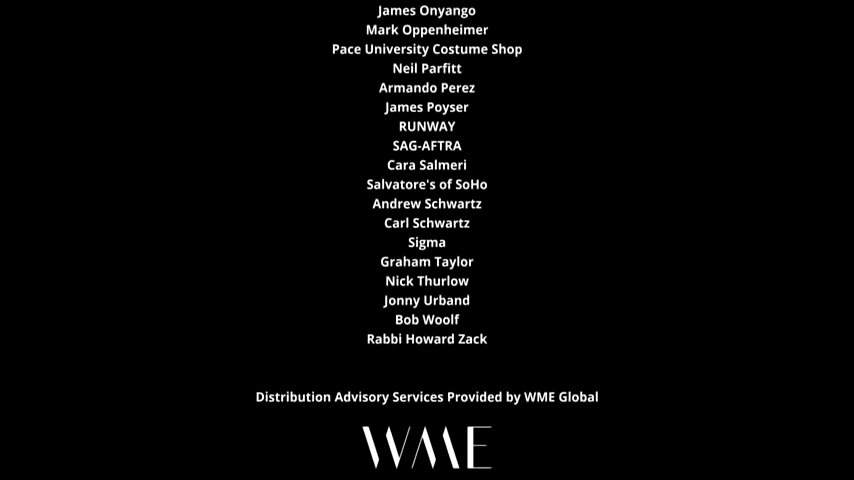 James Onyango
Mark Oppenheimer
Pace University Costume Shop
Neil Parfitt
Armando Perez
James Poyser
RUNWAY
SAG-AFTRA
Cara Salmeri
Salvatore's of SoHo
Andrew Schwartz
Carl Schwartz
Sigma
Graham Taylor
Nick Thurlow
Jonny Urband
Bob Woolf
Rabbi Howard Zack
Distribution Advisory Services Provided by WME Global
WME